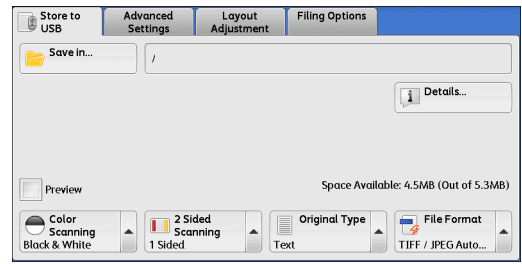 Store to
USB
Advanced
Settings
Layout
Adjustment
Filing Options
Save in...
/
Details...
Preview
Space Available: 4.5MB (Out of 5.3MB)
Color
Scanning
Black & White
2 Sided
Scanning
1 Sided
Original Type
Text
File Format
TIFF / JPEG Auto...